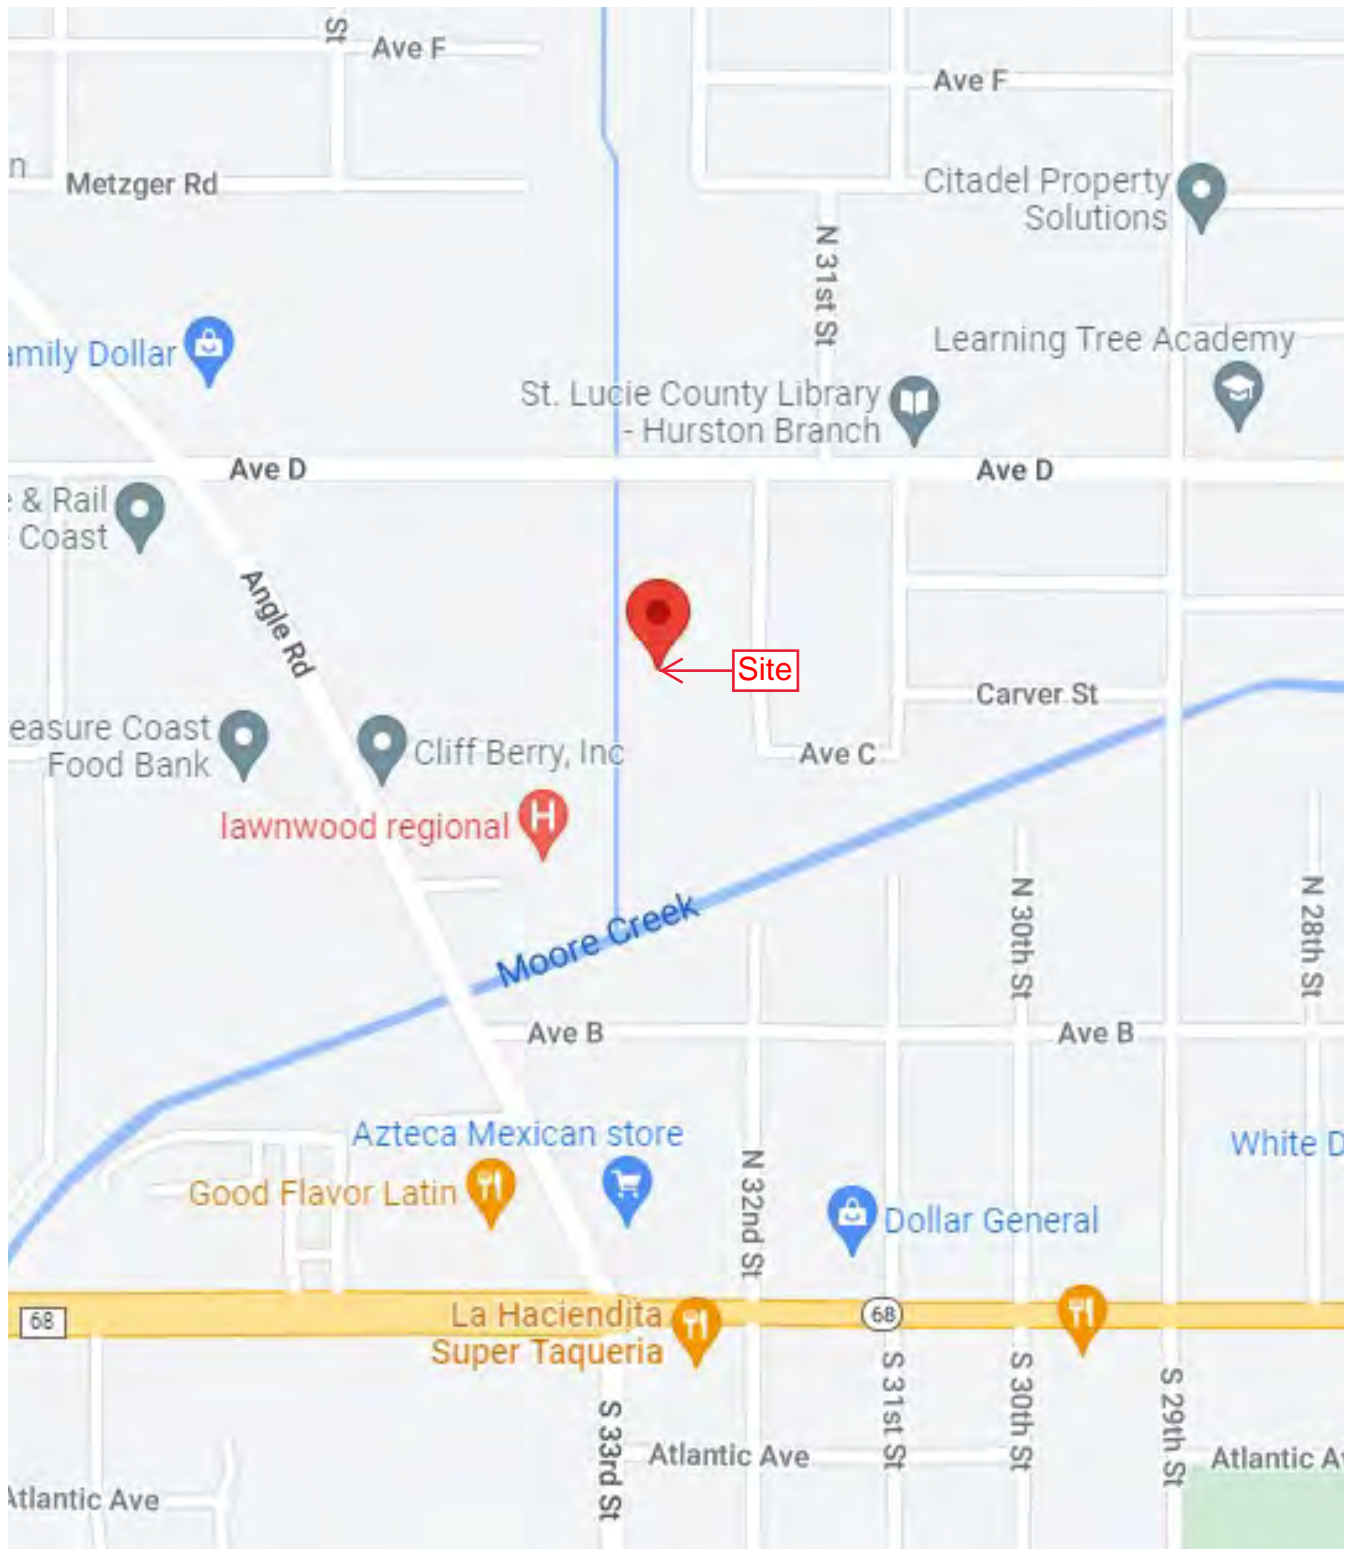 St
Ave F
Ave F
n
Metzger Rd
Citadel Property
Solutions
N 31st St
amily Dollar
Learning Tree Academy
St. Lucie County Library
- Hurston Branch
Ave D
Ave D
& Rail
Coast
Angle Rd
Site
Carver St
easure Coast
Food Bank
Cliff Berry, Inc
Ave C
lawnwood regional
H
Moore Creek
N 30th St
N 28th St
Ave B
Ave B
Azteca Mexican store
White D
Good Flavor Latin
N 32nd St
Dollar General
68
La Haciendita
Super Taqueria
68
S 33rd St
S 31st St
S 30th St
S 29th St
Atlantic Ave
Atlantic A
Atlantic Ave